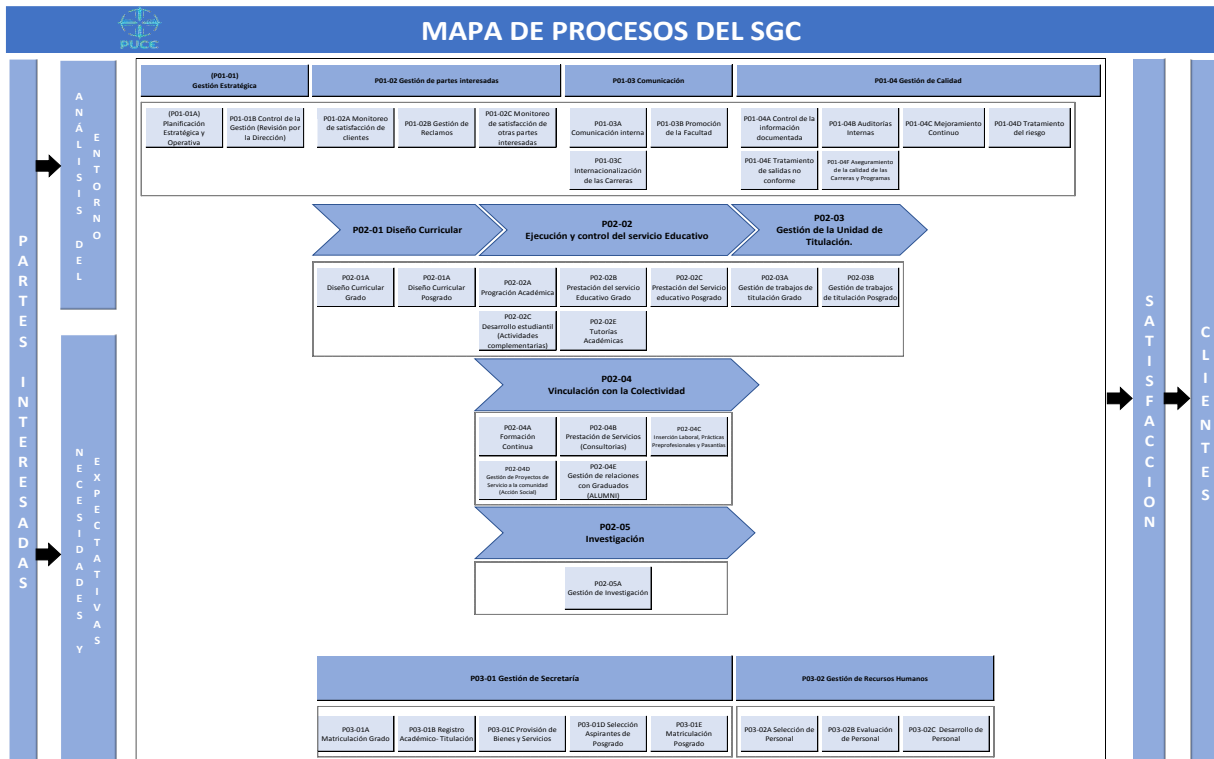 PUCE
MAPA DE PROCESOS DEL SGC
PARTES INTERESADAS
ANÁLISIS DEL
ENTORNO
NECESIDADES Y
EXPECTATIVAS
(P01-01)
Gestión Estratégica
P01-02 Gestión de partes interesadas
P01-03 Comunicación
P01-04 Gestión de Calidad
(P01-01A)
Planificación
Estratégica y
Operativa
P01-01B Control de la
Gestión (Revisión por
la Dirección)
P01-02A Monitoreo
de satisfacción de
clientes
P01-02B Gestión de
Reclamos
P01-02C Monitoreo
de satisfacción de
otras partes
interesadas
P01-03A
Comunicación interna
P01-03B Promoción
de la Facultad
P01-04A Control de la
información
documentada
P01-04B Auditorías
Internas
P01-04C Mejoramiento
Continuo
P01-04D Tratamiento
del riesgo
P01-03C
Internacionalización
de las Carreras
P01-04E Tratamiento
de salidas no
conforme
P01-04F Aseguramiento
de la calidad de las
Carreras y Programas
P02-01 Diseño Curricular
P02-02
Ejecución y control del servicio Educativo
P02-03
Gestión de la Unidad de
Titulación.
P02-01A
Diseño Curricular
Grado
P02-01A
Diseño Curricular
Posgrado
P02-02A
Progración Académica
P02-02B
Prestación del servicio
Educativo Grado
P02-02C
Prestación del Servicio
educativo Posgrado
P02-03A
Gestión de trabajos de
titulación Grado
P02-03B
Gestión de trabajos
de titulación Posgrado
P02-02C
Desarrollo estudiantil
(Actividades
complementarias)
P02-02E
Tutorías
Académicas
P02-04
Vinculación con la Colectividad
P02-04A
Formación
Continua
P02-04B
Prestación de Servicios
(Consultorias)
P02-04C
Inserción Laboral, Prácticas
Preprofesionales y Pasantías
P02-04D
Gestión de Proyectos de
Servicio a la comunidad
(Acción Social)
P02-04E
Gestión de relaciones
con Graduados
(ALUMNI)
P02-05
Investigación
P02-05A
Gestión de Investigación
P03-01 Gestión de Secretaría
P03-02 Gestión de Recursos Humanos
P03-01A
Matriculación Grado
P03-01B Registro
Académico- Titulación
P03-01C Provisión de
Bienes y Servicios
P03-01D Selección
Aspirantes de
Posgrado
P03-01E
Matriculación
Posgrado
P03-02A Selección de
Personal
P03-02B Evaluación
de Personal
P03-02C Desarrollo de
Personal
SATISFACCION
CLIENTES